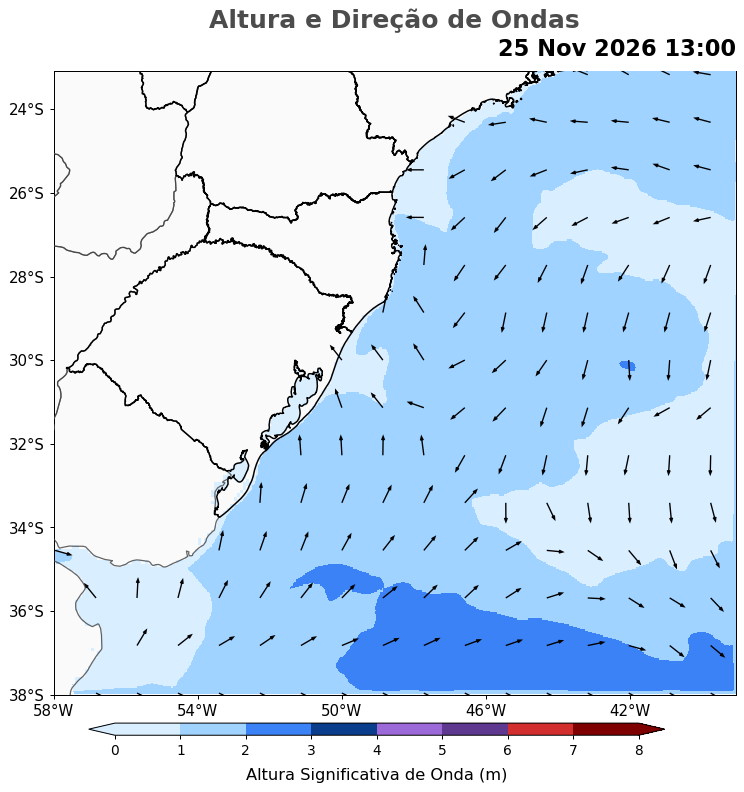 Altura e Direção de Ondas
25 Nov 2026 13:00
24°S
26°S
28°S
30°S
32°S
34°S
36°S
38°S
58°W 54°W 50°W 46°W 42°W
0 1 2 3 4 5 6 7 8
Altura Significativa de Onda (m)